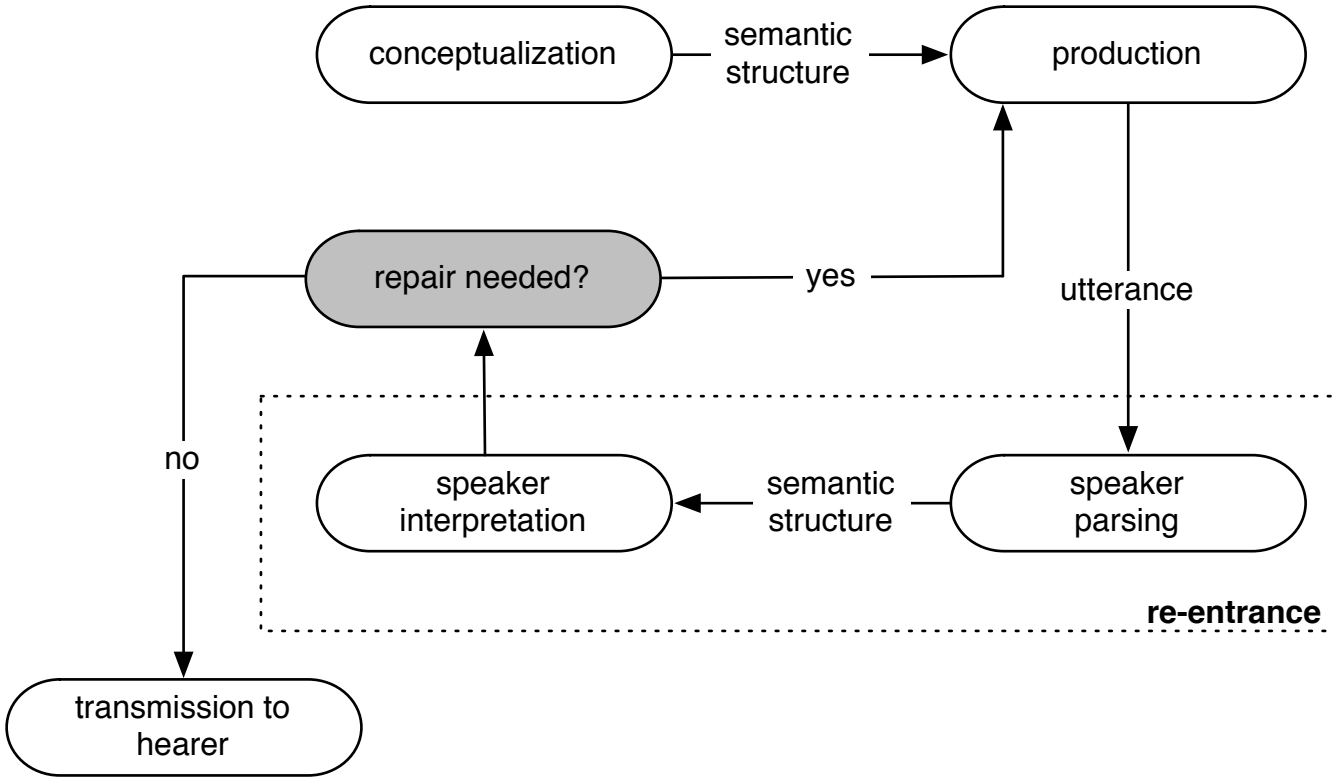 conceptualization
semantic
structure
production
repair needed?
yes
utterance
no
speaker
interpretation
semantic
structure
speaker
parsing
re-entrance
transmission to
hearer